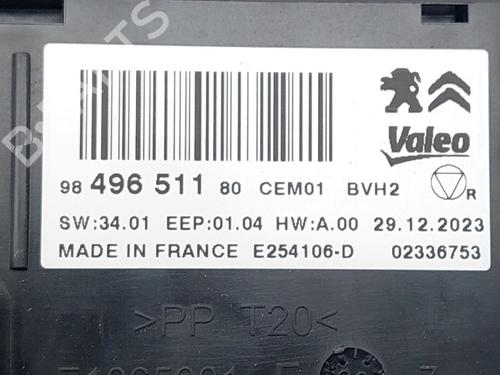 Valeo
98 496 511 80 CEM01 BVH2
R
SW:34.01 EEP:01.04 HW:A.00 29.12.2023
MADE IN FRANCE E254106-D 02336753
>PP T20<